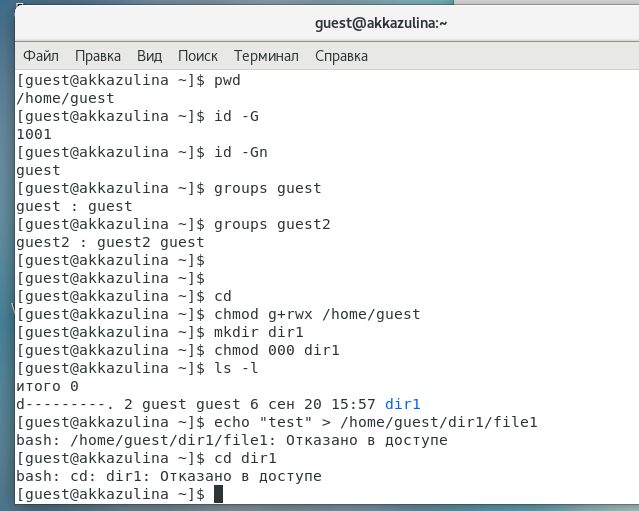 guest@akkazulina:~
Файл Правка Вид Поиск Терминал Справка
[guest@akkazulina ~]$ pwd
/home/guest
[guest@akkazulina ~]$ id -G
1001
[guest@akkazulina ~]$ id -Gn
guest
[guest@akkazulina ~]$ groups guest
guest : guest
[guest@akkazulina ~]$ groups guest2
guest2 : guest2 guest
[guest@akkazulina ~]$
[guest@akkazulina ~]$
[guest@akkazulina ~]$ cd
[guest@akkazulina ~]$ chmod g+rwx /home/guest
[guest@akkazulina ~]$ mkdir dir1
[guest@akkazulina ~]$ chmod 000 dir1
[guest@akkazulina ~]$ ls -l
итого 0
d---------. 2 guest guest 6 сен 20 15:57 dir1
[guest@akkazulina ~]$ echo "test" > /home/guest/dir1/file1
bash: /home/guest/dir1/file1: Отказано в доступе
[guest@akkazulina ~]$ cd dir1
bash: cd: dir1: Отказано в доступе
[guest@akkazulina ~]$